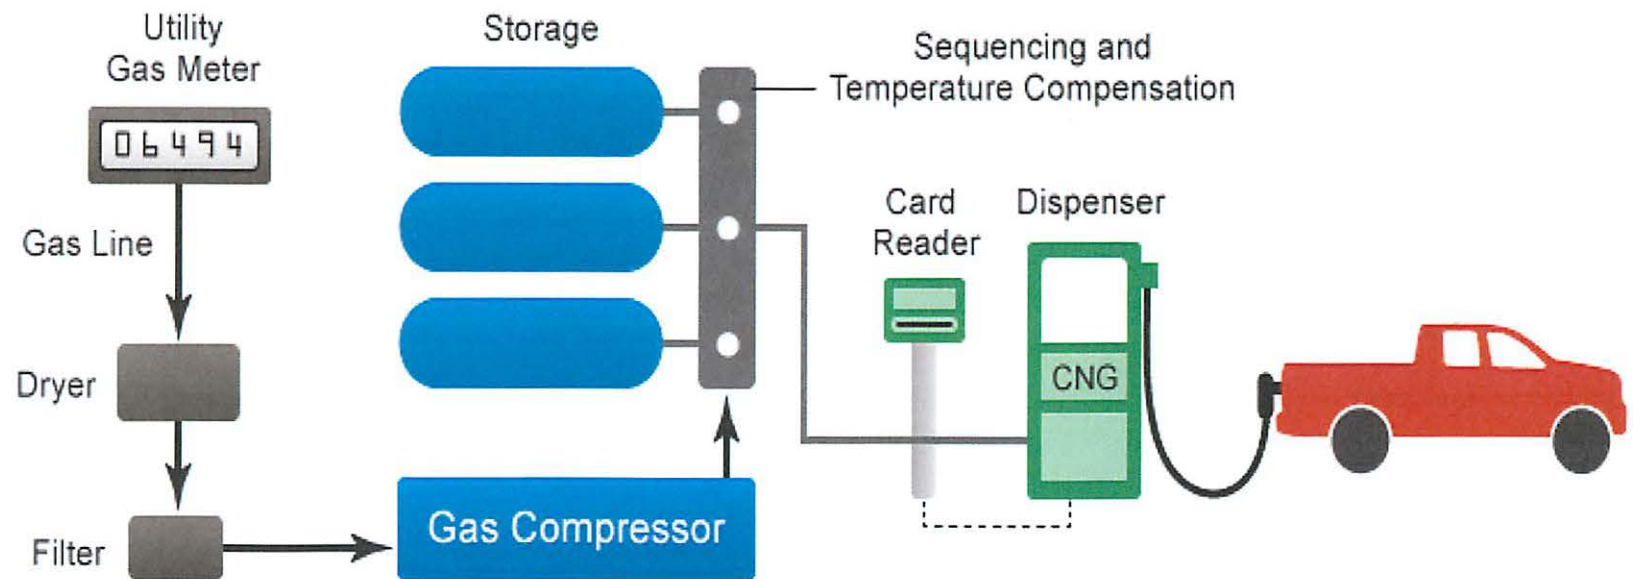 Utility
Gas Meter
06494
Gas Line
Dryer
Filter
Storage
Gas Compressor
Sequencing and
Temperature Compensation
Card
Reader
Dispenser
CNG